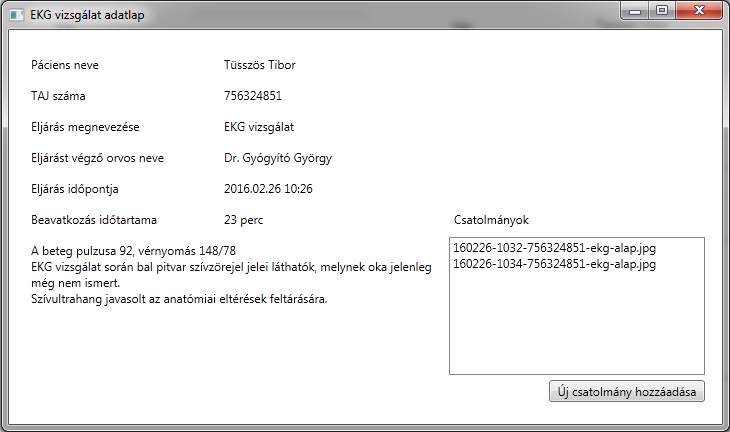 EKG vizsgálat adatlap
Páciens neve Tüsszös Tibor
TAJ száma 756324851
Eljárás megnevezése EKG vizsgálat
Eljárást végző orvos neve Dr. Gyógyító György
Eljárás időpontja 2016.02.26 10:26
Beavatkozás időtartama 23 perc
Csatolmányok
A beteg pulzusa 92, vérnyomás 148/78
EKG vizsgálat során bal pitvar szívzörejel jelei láthatók, melynek oka jelenleg
még nem ismert.
Szívultrahang javasolt az anatómiai eltérések feltárására.
160226-1032-756324851-ekg-alap.jpg
160226-1034-756324851-ekg-alap.jpg
Új csatolmány hozzáadása